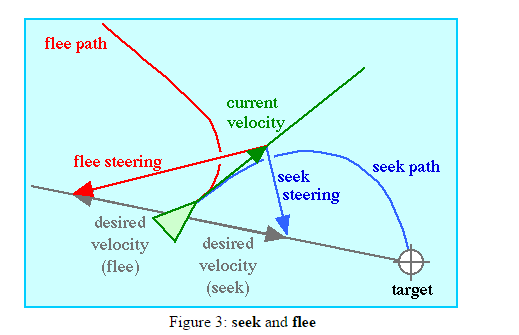 flee path
current
velocity
flee steering
seek
steering
seek path
desired
velocity
(flee)
desired
velocity
(seek)
target
Figure 3: seek and flee